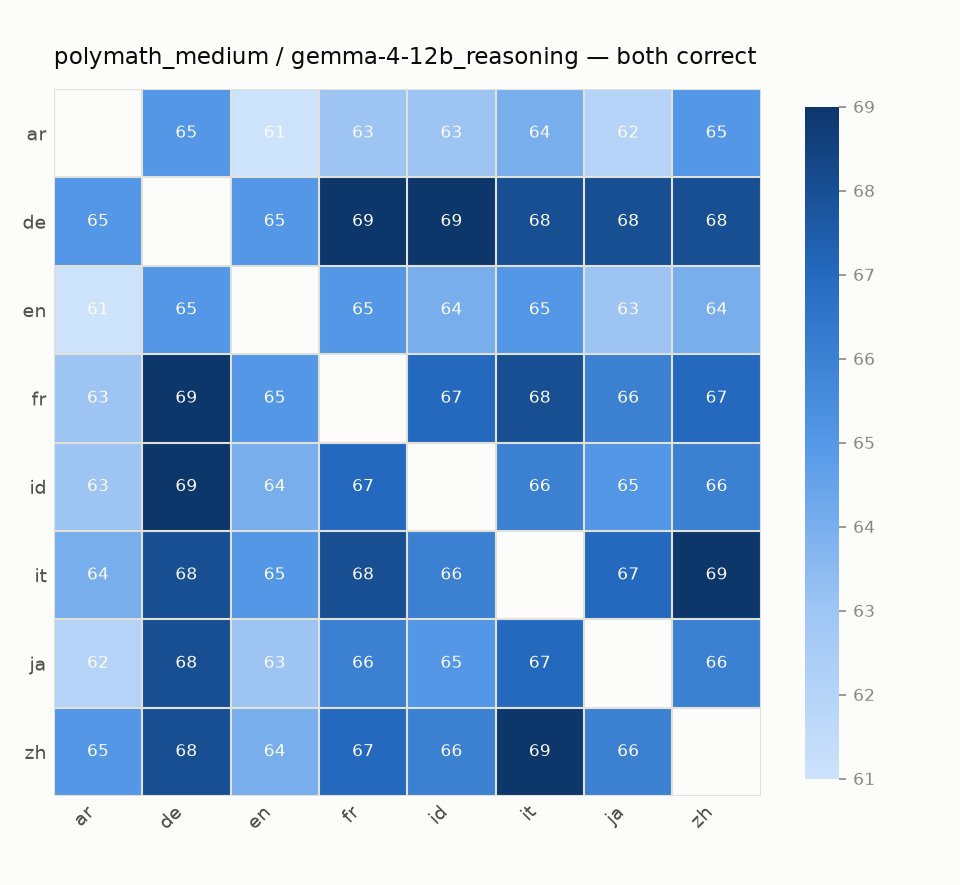 polymath_medium / gemma-4-12b_reasoning — both correct
ar 65 61 63 63 64 62 65
de 65 65 69 69 68 68 68
en 61 65 65 64 65 63 64
fr 63 69 65 67 68 66 67
id 63 69 64 67 66 65 66
it 64 68 65 68 66 67 69
ja 62 68 63 66 65 67 66
zh 65 68 64 67 66 69 66
ar de en fr id it ja zh
69
68
67
66
65
64
63
62
61